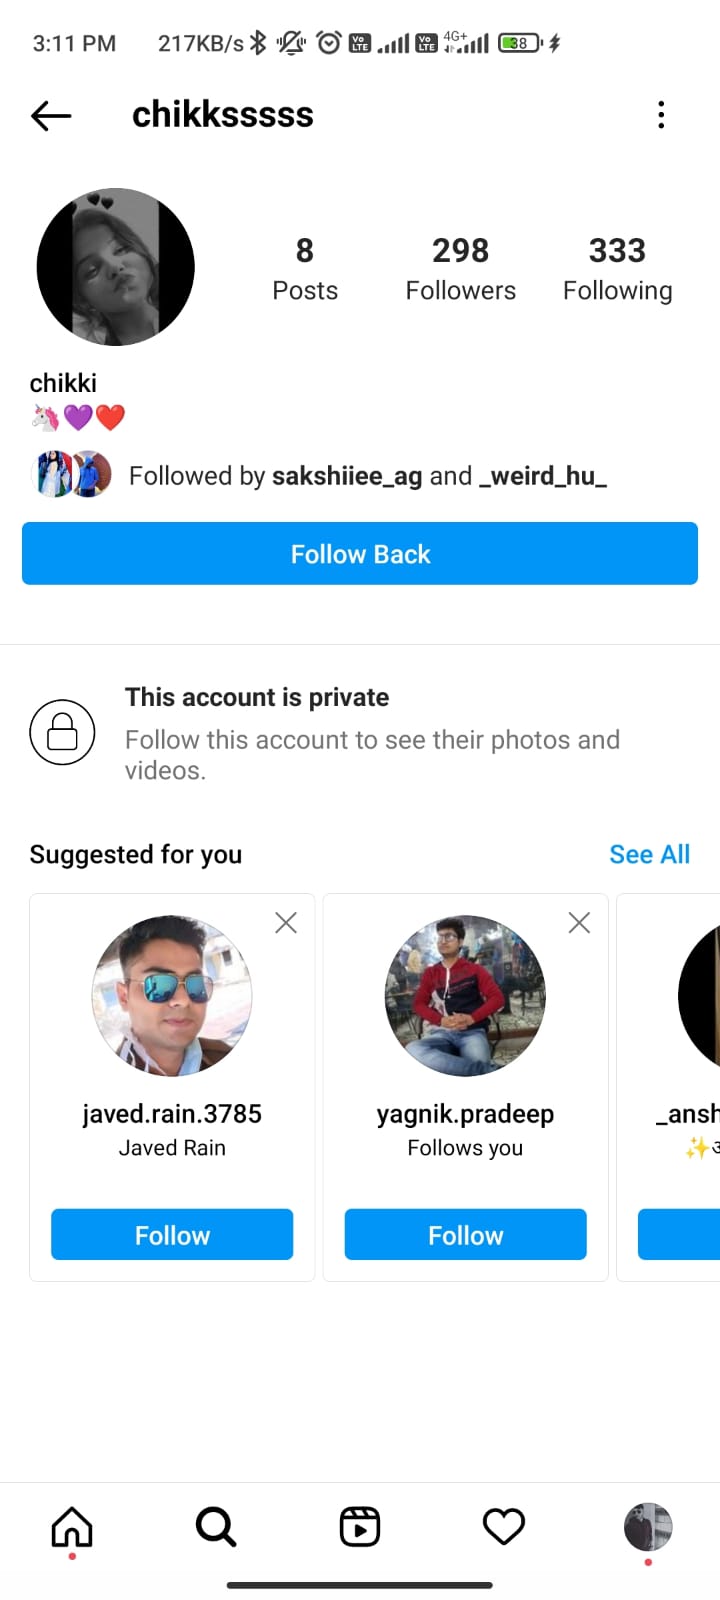 3:11 PM 217KB/s Vo LTE Vo LTE 4G+ 38
chikksssss
8 298 333
Posts Followers Following
chikki
🦄💜❤️
Followed by sakshiiee_ag and _weird_hu_
Follow Back
This account is private
Follow this account to see their photos and
videos.
Suggested for you See All
javed.rain.3785 yagnik.pradeep _ansh
Javed Rain Follows you
Follow Follow